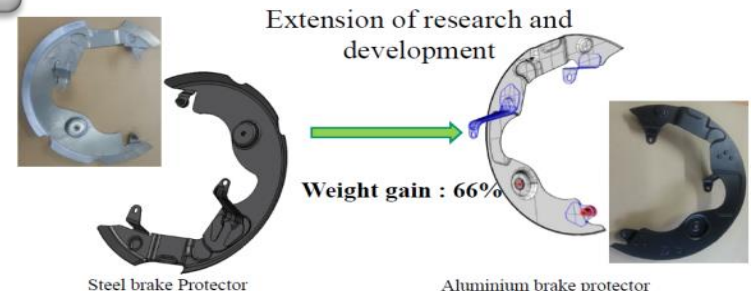 Extension of research and
development
Weight gain : 66%
Steel brake Protector
Aluminium brake protector